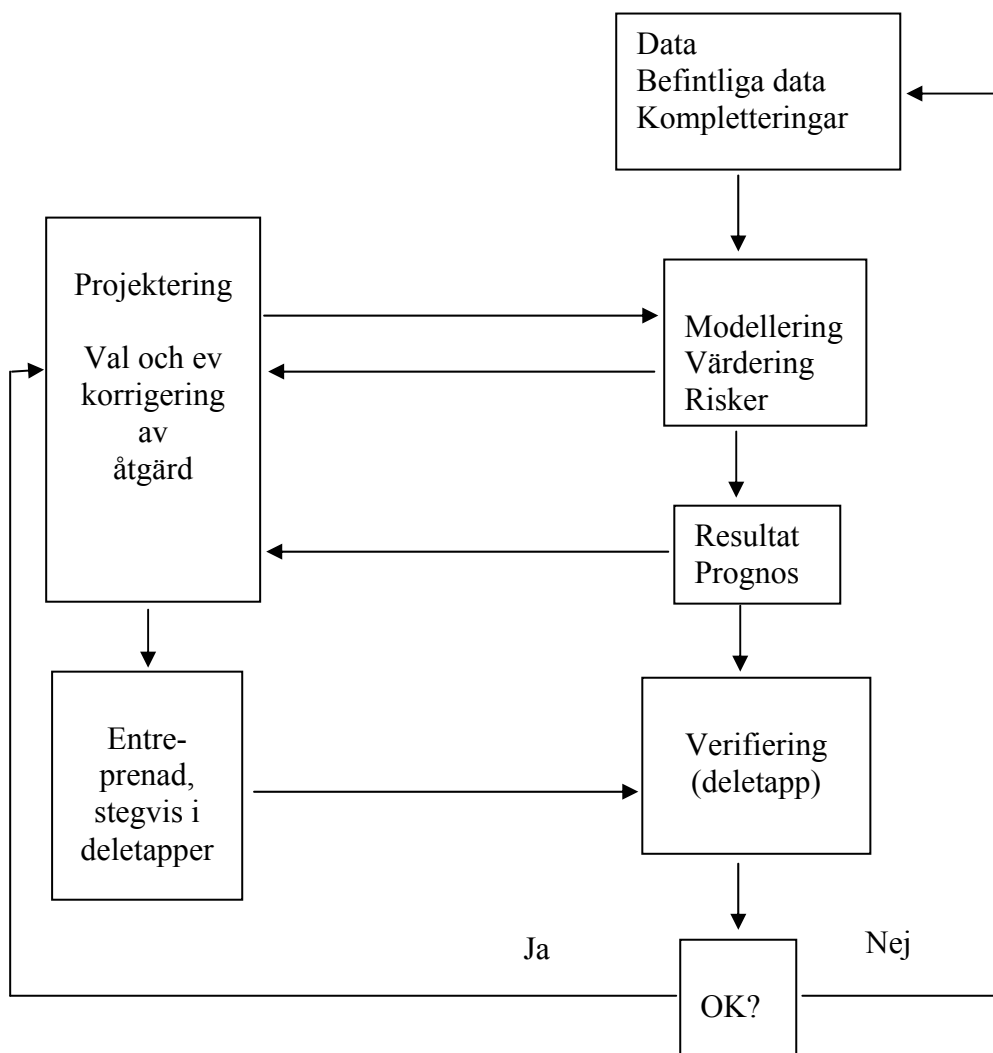 Data
Befintliga data
Kompletteringar
Projektering
Val och ev
korrigering
av
åtgärd
Modellering
Värdering
Risker
Resultat
Prognos
Entre-
prenad,
stegvis i
deletapper
Verifiering
(deletapp)
Ja
Nej
OK?